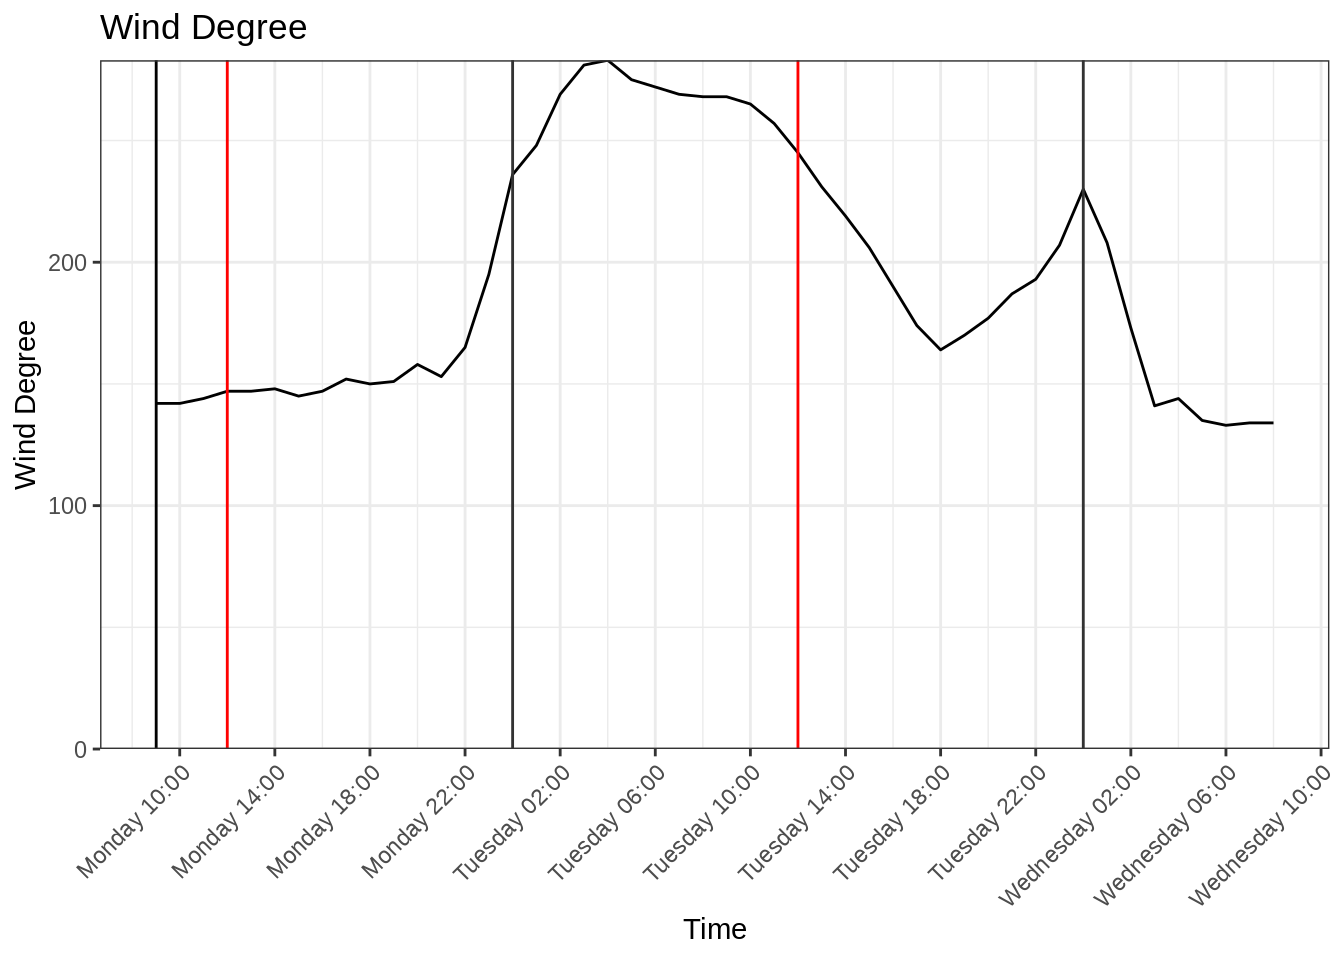 Wind Degree
Wind Degree
200
100
0
Monday 10:00
Monday 14:00
Monday 18:00
Monday 22:00
Tuesday 02:00
Tuesday 06:00
Tuesday 10:00
Tuesday 14:00
Tuesday 18:00
Tuesday 22:00
Wednesday 02:00
Wednesday 06:00
Wednesday 10:00
Time